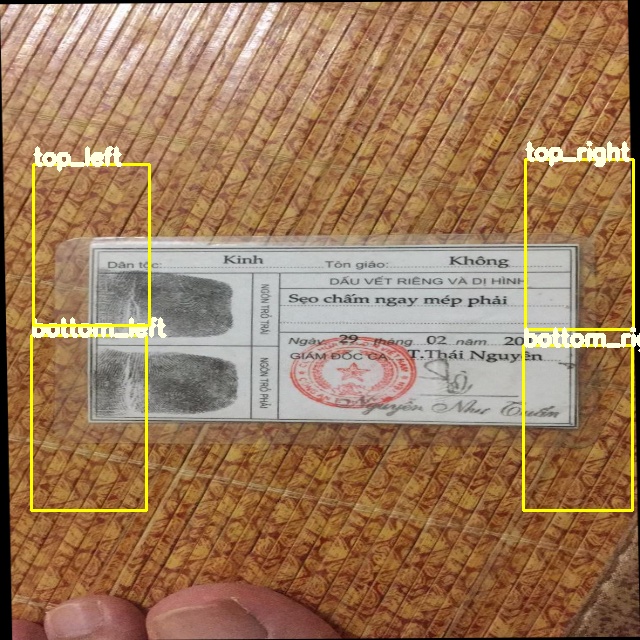 top_left
top_right
Dân tộc: Kinh Tôn giáo: Không
DẤU VẾT RIÊNG VÀ DỊ HÌNH
NGÓN TRỎ TRÁI
Sẹo chấm ngay mép phải
bottom_left
bottom_rig
Ngày 29 tháng 02 năm 20
GIÁM ĐỐC CA T.Thái Nguyên
NGÓN TRỎ PHẢI
Nguyễn Như Tuấn